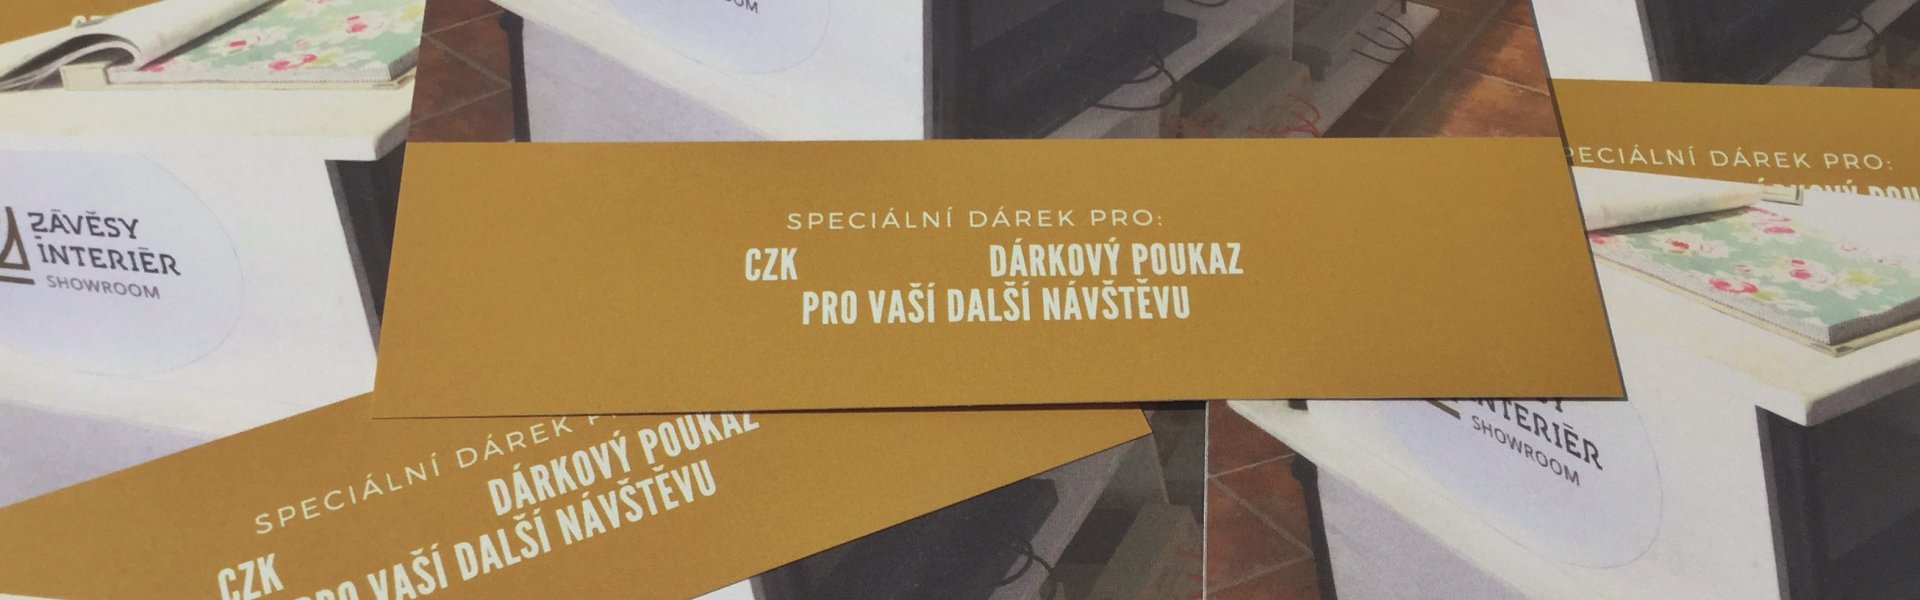 SPECIÁLNÍ DÁREK PRO:
CZK DÁRKOVÝ POUKAZ
PRO VAŠÍ DALŠÍ NÁVŠTĚVU
ZÁVĚSY
INTERIÉR
SHOWROOM
DÁREK PRO:
SPECIÁLNÍ DÁREK
CZK DÁRKOVÝ POUKAZ
PRO VAŠÍ DALŠÍ NÁVŠTĚVU
INTERIÉR
SHOWROOM